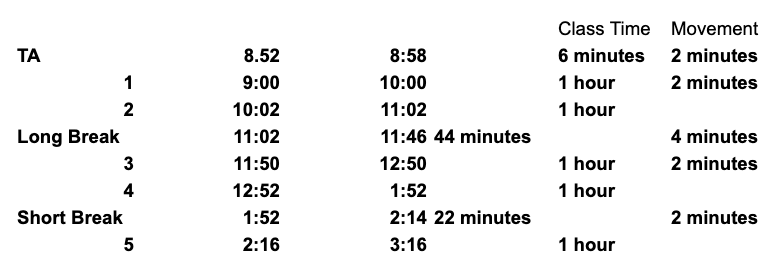 Class Time Movement
TA 8.52 8:58 6 minutes 2 minutes
1 9:00 10:00 1 hour 2 minutes
2 10:02 11:02 1 hour
Long Break 11:02 11:46 44 minutes 4 minutes
3 11:50 12:50 1 hour 2 minutes
4 12:52 1:52 1 hour
Short Break 1:52 2:14 22 minutes 2 minutes
5 2:16 3:16 1 hour